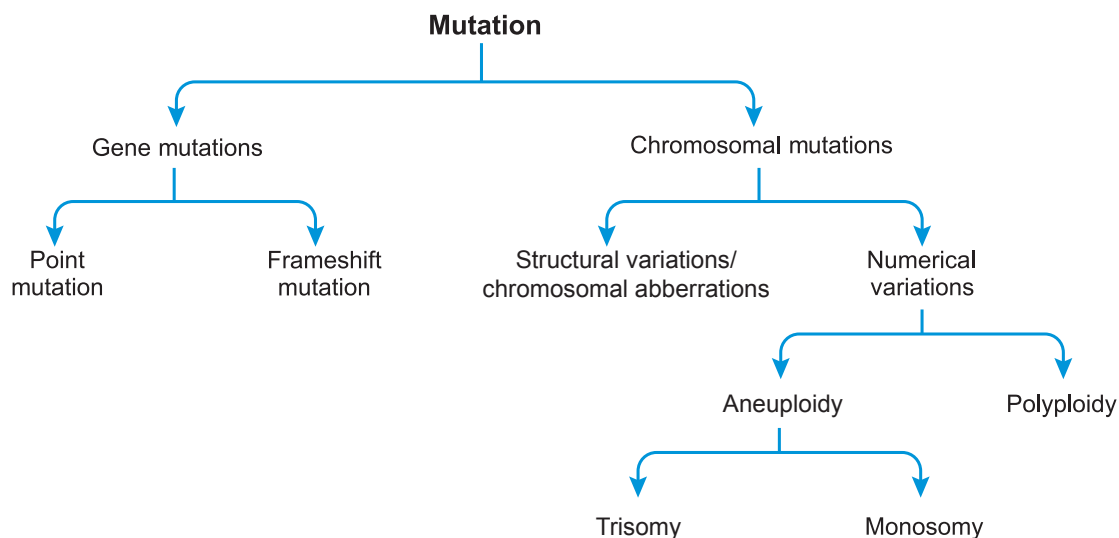 Mutation
Gene mutations
Chromosomal mutations
Point
mutation
Frameshift
mutation
Structural variations/
chromosomal abberrations
Numerical
variations
Aneuploidy
Polyploidy
Trisomy
Monosomy